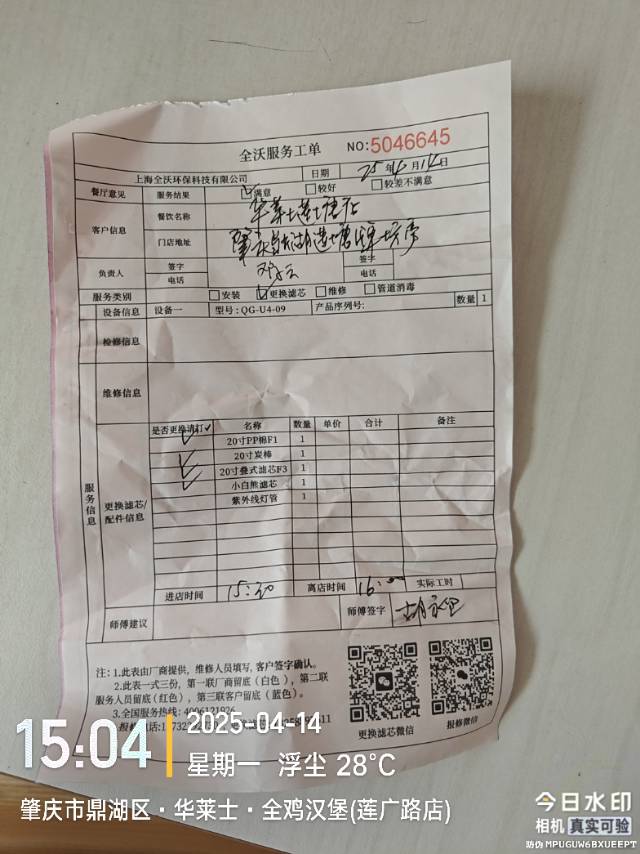 全沃服务工单 NO:5046645
上海全沃环保科技有限公司 日期 25年4月14日
餐厅意见 服务结果 满意 较好 较差不满意
客户信息 餐饮名称 华莱士莲塘店
门店地址
负责人 签字 签字
电话 电话
服务类别 安装 更换滤芯 维修 管道消毒
设备信息 设备一 型号:QG-U4-09 产品序列号: 数量 1
检修信息
维修信息
服务信息
更换滤芯/配件信息
是否更换请打✓ 名称 数量 单价 合计 备注
✓ 20寸PP棉F1 1
20寸炭棒 1
✓ 20寸叠式滤芯F3 1
✓ 小白熊滤芯 1
紫外线灯管 1
进店时间 15:30 离店时间 16:00 实际工时
师傅建议 师傅签字
注:1.此表由厂商提供,维修人员填写,客户签字确认。
2.此表一式三份,第一联厂商留底(白色),第二联
服务人员留底(红色),第三联客户留底(蓝色)。
3.全国服务热线:4006121826
更换滤芯微信 报修微信
15:04 2025-04-14
星期一 浮尘 28°C
肇庆市鼎湖区·华莱士·全鸡汉堡(莲广路店)
今日水印
相机 真实可验
防伪 MPUGUW6BXUEEPT